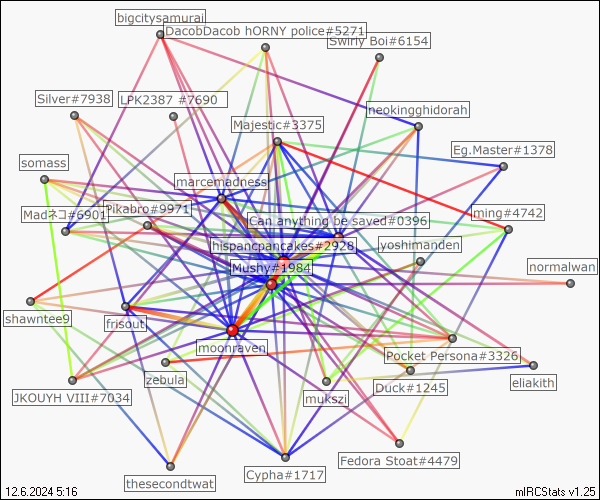 bigcitysamurai
DacobDacob hORNY police#5271
Swirly Boi#6154
Silver#7938
LPK2387 #7690
neokingghidorah
Majestic#3375
Eg.Master#1378
somass
marcemadness
Madネコ#6901
Pikabro#9971
Can anything be saved#0396
ming#4742
hispancpancakes#2928
yoshimanden
Mushy#1984
normalwan
shawntee9
frisout
moonraven
Pocket Persona#3326
zebula
Duck#1245
eliakith
JKOUYH VIII#7034
mukszi
Fedora Stoat#4479
thesecondtwat
Cypha#1717
12.6.2024 5:16
mIRCStats v1.25